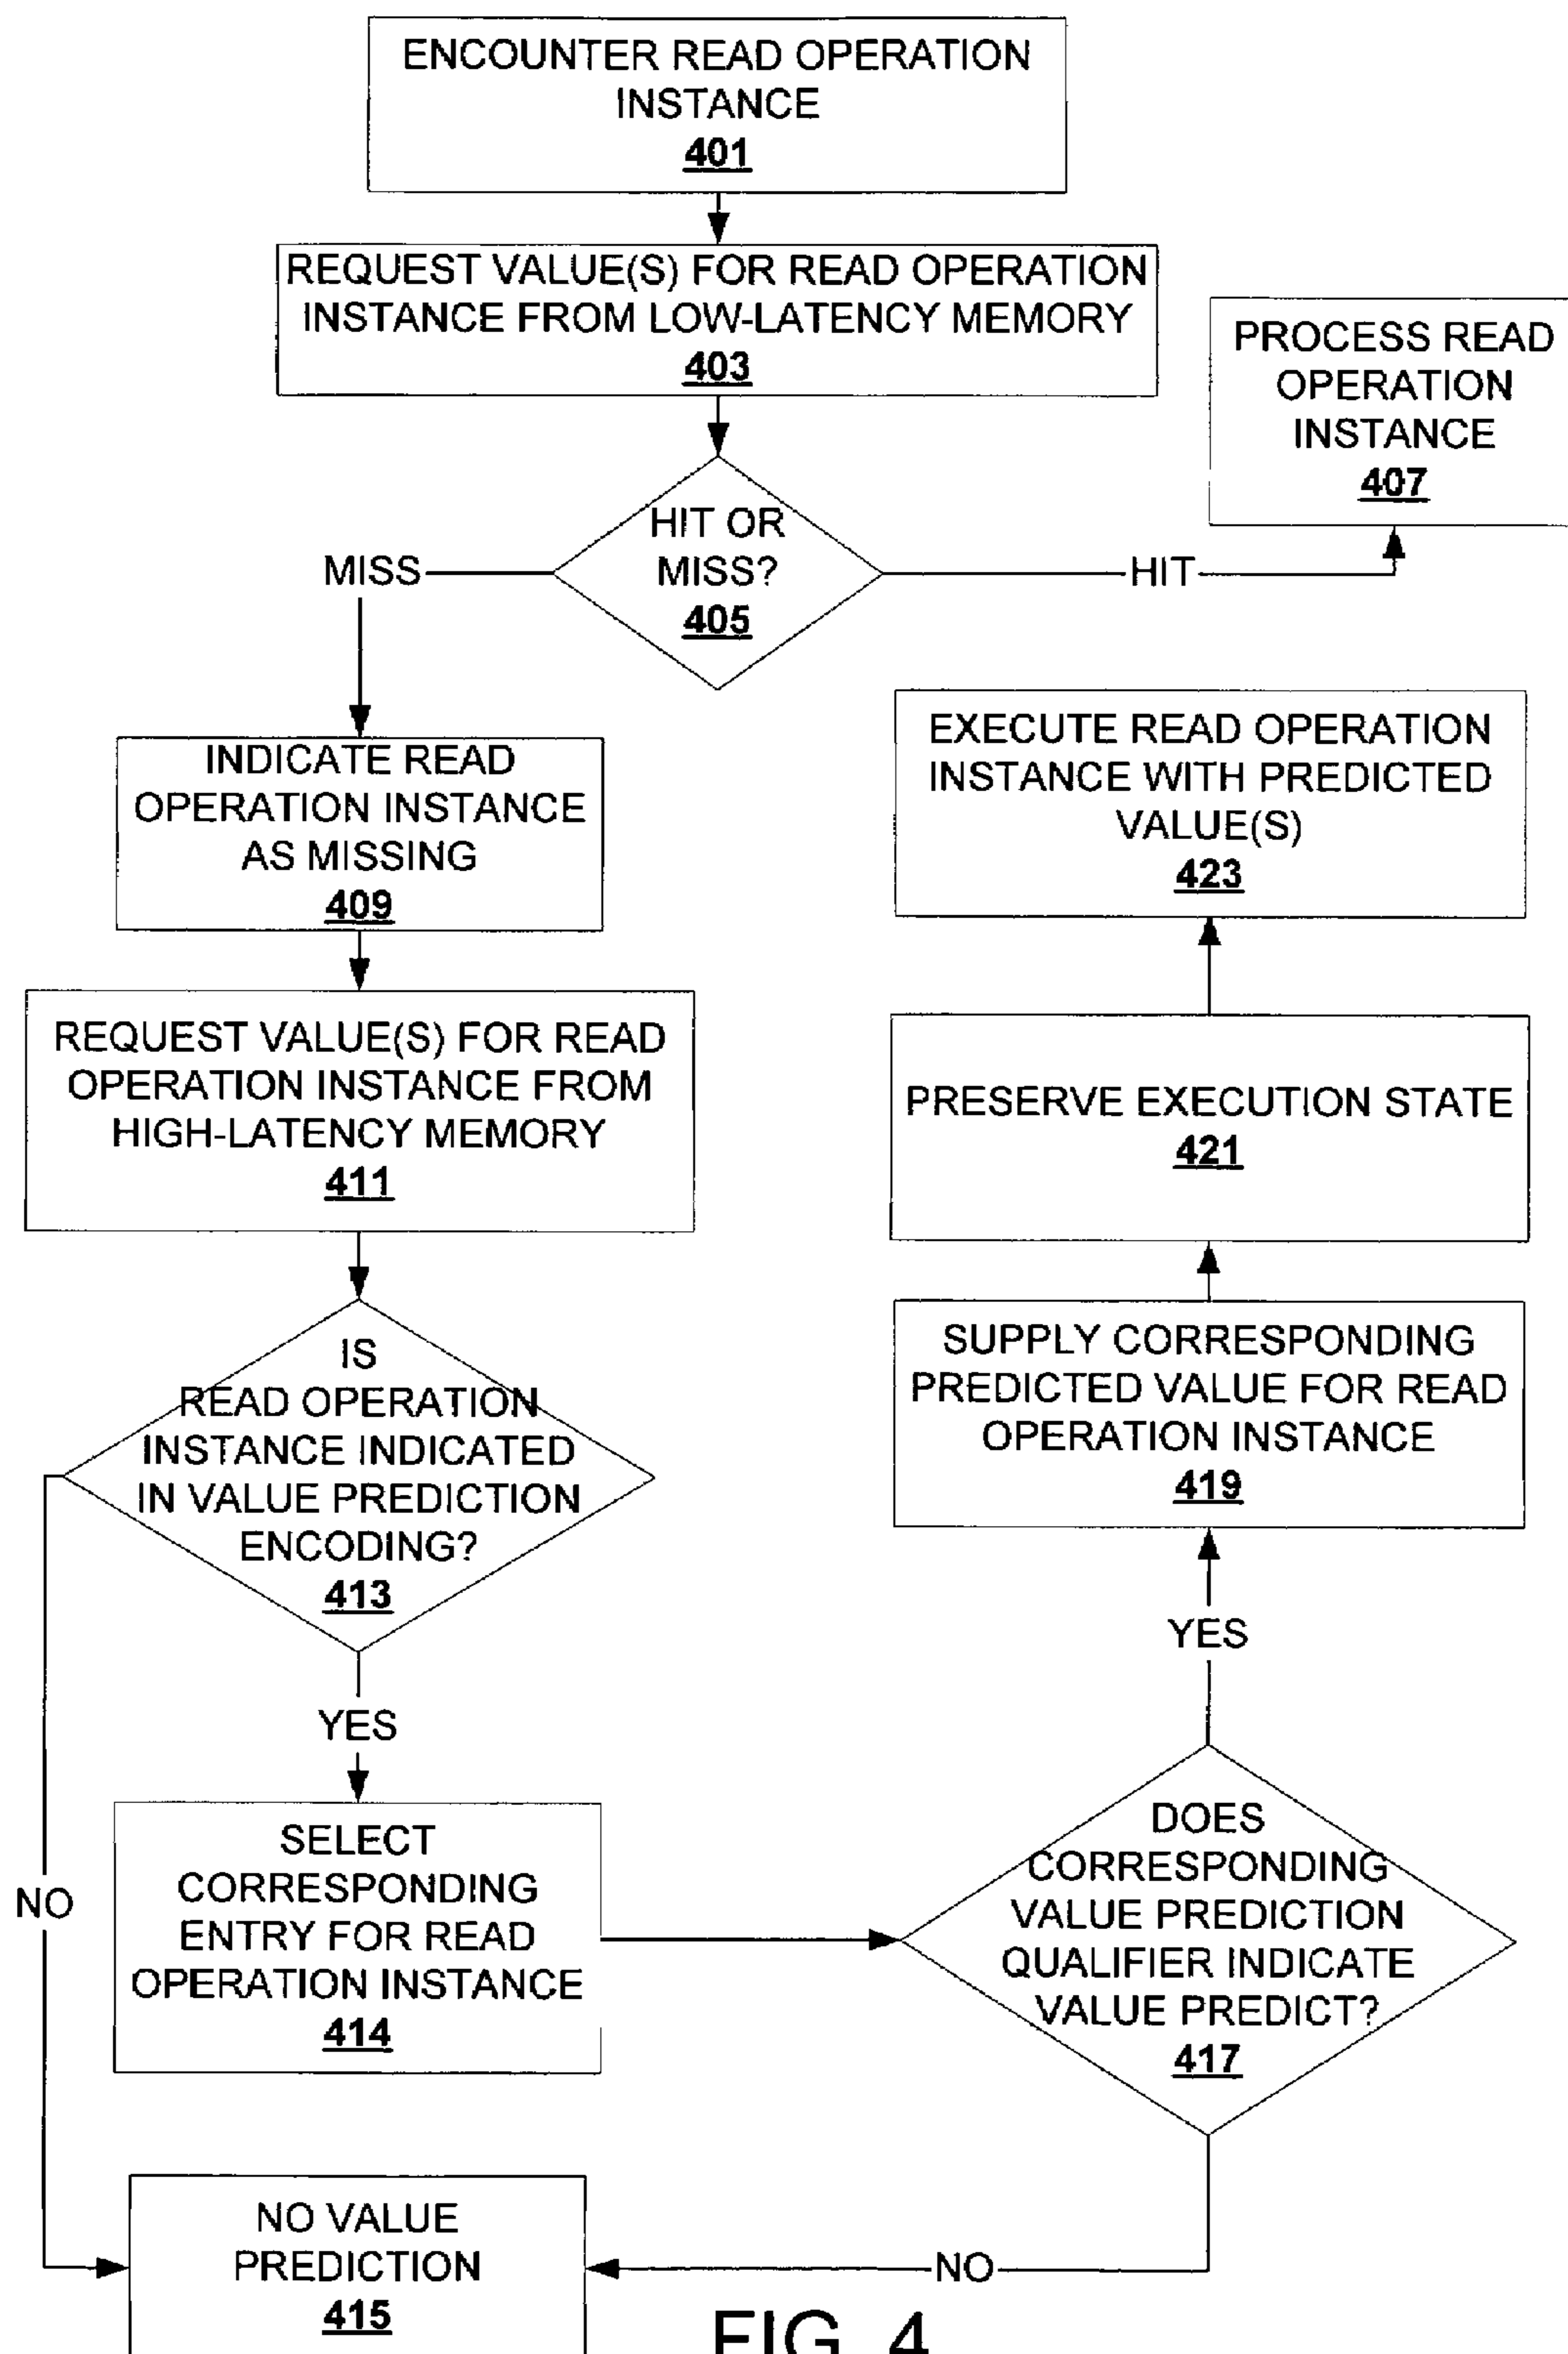 ENCOUNTER READ OPERATION
INSTANCE
401
REQUEST VALUE(S) FOR READ OPERATION
INSTANCE FROM LOW-LATENCY MEMORY
403
PROCESS READ
OPERATION
INSTANCE
407
HIT OR
MISS?
405
MISS
HIT
INDICATE READ
OPERATION INSTANCE
AS MISSING
409
EXECUTE READ OPERATION
INSTANCE WITH PREDICTED
VALUE(S)
423
REQUEST VALUE(S) FOR READ
OPERATION INSTANCE FROM
HIGH-LATENCY MEMORY
411
PRESERVE EXECUTION STATE
421
IS
READ OPERATION
INSTANCE INDICATED
IN VALUE PREDICTION
ENCODING?
413
SUPPLY CORRESPONDING
PREDICTED VALUE FOR READ
OPERATION INSTANCE
419
YES
YES
NO
SELECT
CORRESPONDING
ENTRY FOR READ
OPERATION INSTANCE
414
DOES
CORRESPONDING
VALUE PREDICTION
QUALIFIER INDICATE
VALUE PREDICT?
417
NO VALUE
PREDICTION
415
NO
FIG. 4